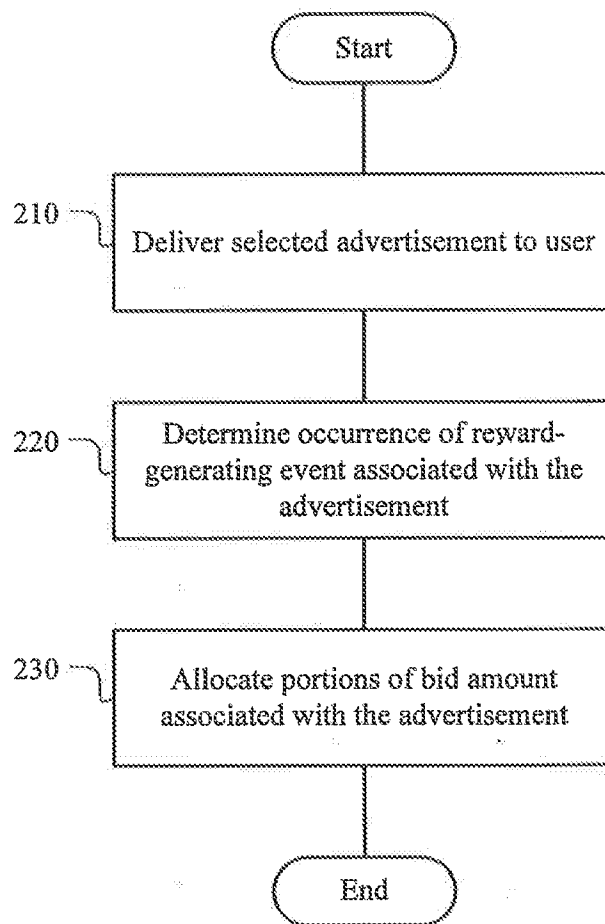 Start
210
Deliver selected advertisement to user
220
Determine occurrence of reward-
generating event associated with the
advertisement
230
Allocate portions of bid amount
associated with the advertisement
End